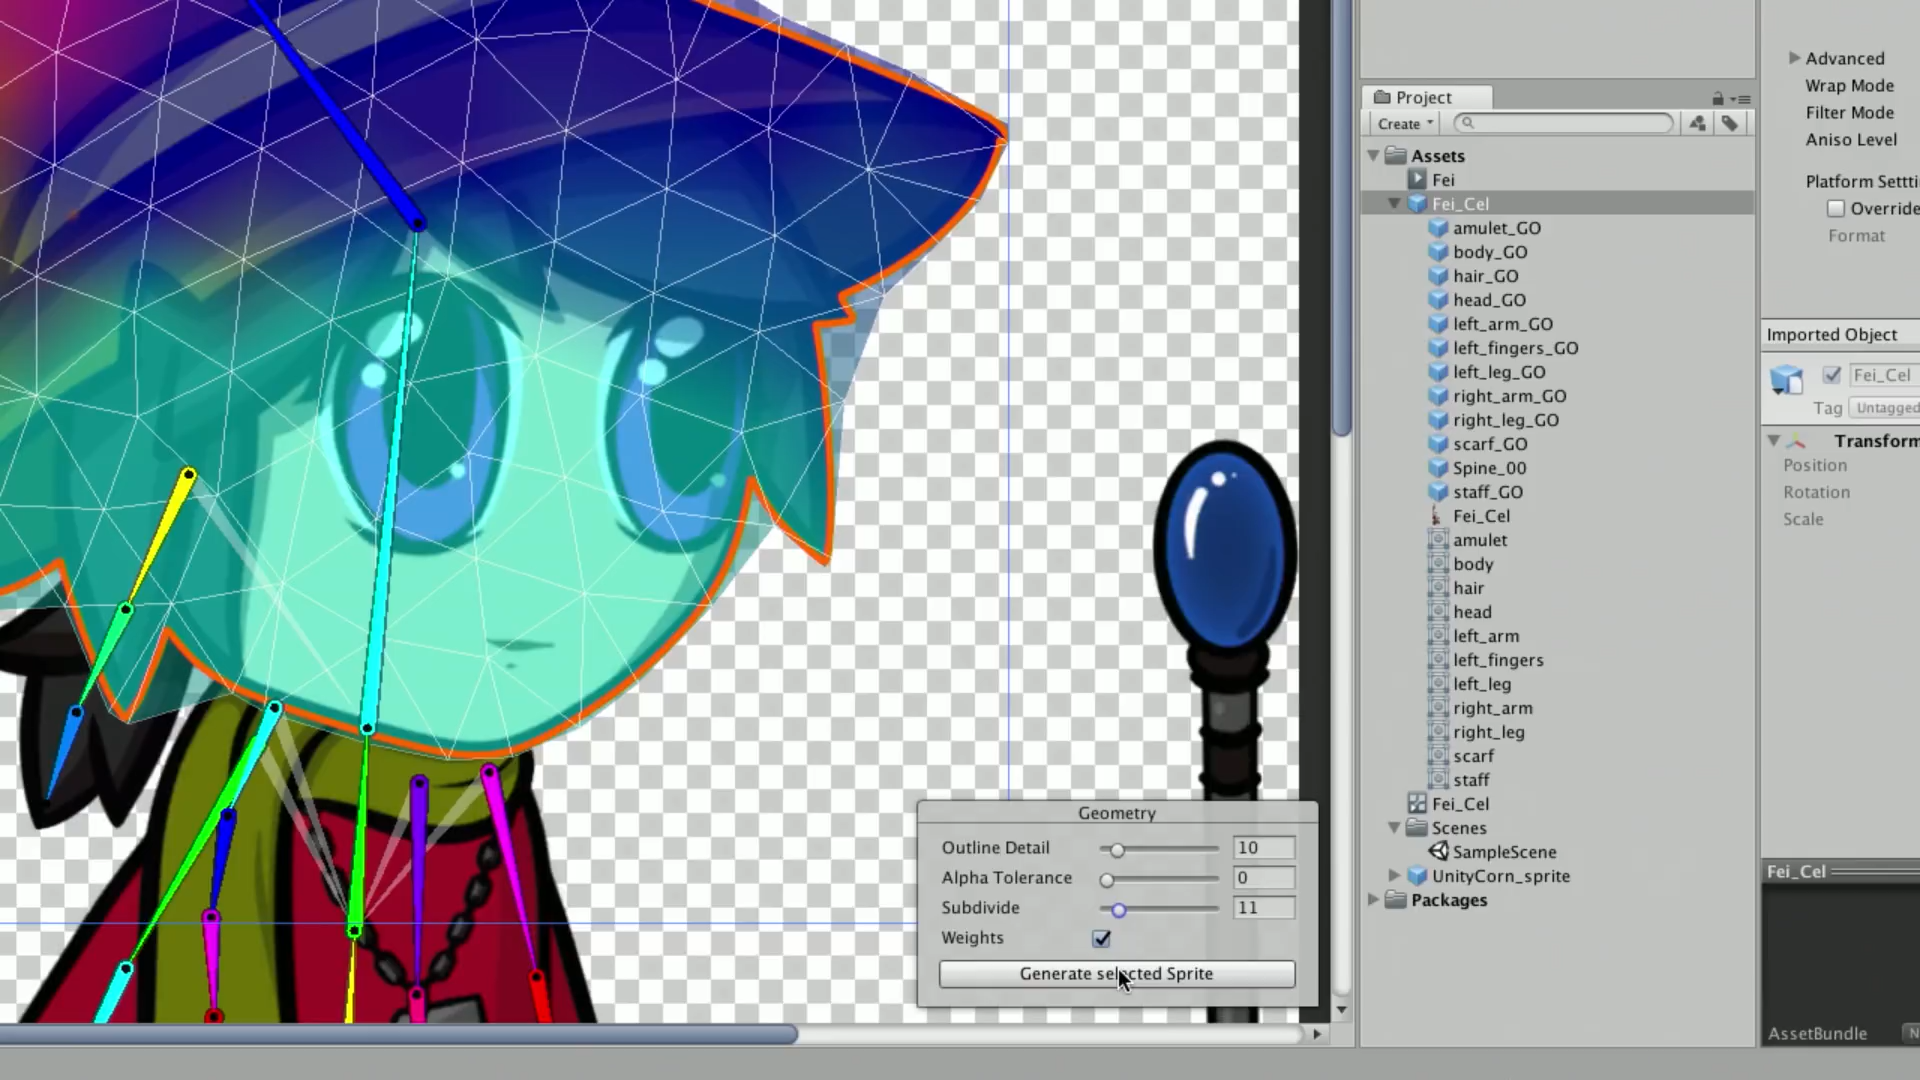 Project
Create
Assets
Fei
Fei_Cel
amulet_GO
body_GO
hair_GO
head_GO
left_arm_GO
left_fingers_GO
left_leg_GO
right_arm_GO
right_leg_GO
scarf_GO
Spine_00
staff_GO
Fei_Cel
amulet
body
hair
head
left_arm
left_fingers
left_leg
right_arm
right_leg
scarf
staff
Fei_Cel
Scenes
SampleScene
UnityCorn_sprite
Packages
Geometry
Outline Detail 10
Alpha Tolerance 0
Subdivide 11
Weights
Generate selected Sprite
Advanced
Wrap Mode
Filter Mode
Aniso Level
Platform Settti
Override
Format
Imported Object
Fei_Cel
Tag Untagged
Transform
Position
Rotation
Scale
Fei_Cel
AssetBundle N